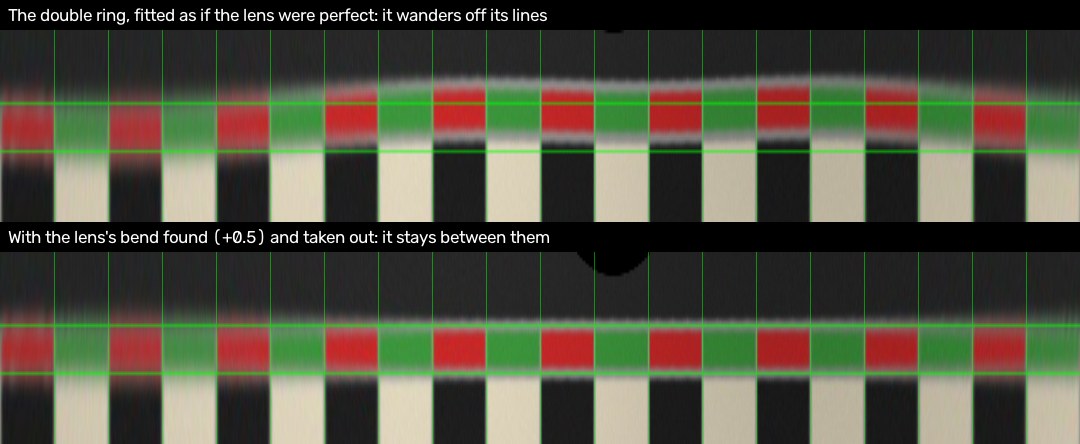 The double ring, fitted as if the lens were perfect: it wanders off its lines
With the lens's bend found (+0.5) and taken out: it stays between them